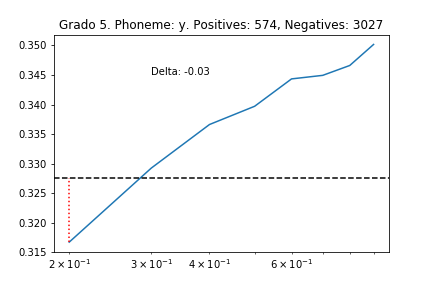 Grado 5. Phoneme: y. Positives: 574, Negatives: 3027
0.350
Delta: -0.03
0.345
0.340
0.335
0.330
0.325
0.320
0.315
2 × 10⁻¹ 3 × 10⁻¹ 4 × 10⁻¹ 6 × 10⁻¹